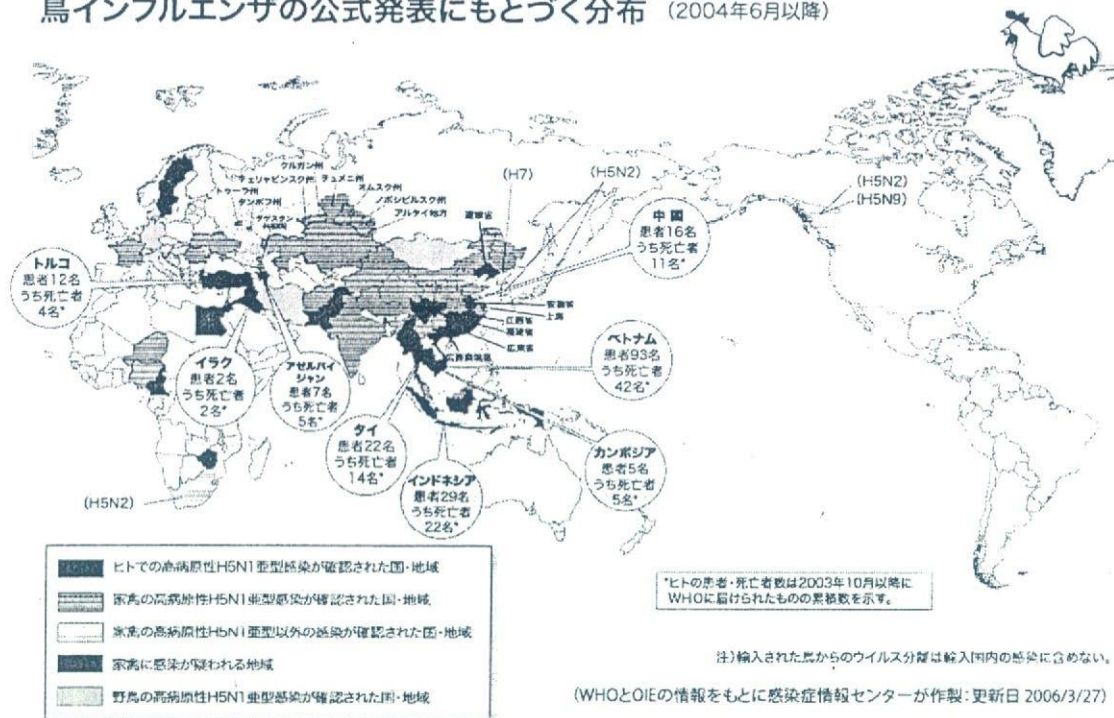 鳥インフルエンザの公式発表にもとづく分布 (2004年6月以降)
クルガン州
チェリャビンスク州
チュメニ州
トゥーラ州
オムスク州
タンボフ州
ノボシビルスク州
アルタイ地方
(H7)
(H5N2)
(H5N2)
(H5N9)
中国
患者16名
うち死亡者
11名*
トルコ
患者12名
うち死亡者
4名*
安徽省
上海
江西省
福建省
広東省
イラク
患者2名
うち死亡者
2名*
アゼルバイ
ジャン
患者7名
うち死亡者
5名*
ベトナム
患者93名
うち死亡者
42名*
タイ
患者22名
うち死亡者
14名*
インドネシア
患者29名
うち死亡者
22名*
カンボジア
患者5名
うち死亡者
5名*
(H5N2)
ヒトでの高病原性H5N1亜型感染が確認された国・地域
家禽の高病原性H5N1亜型感染が確認された国・地域
家禽の高病原性H5N1亜型以外の感染が確認された国・地域
家禽に感染が疑われる地域
野鳥の高病原性H5N1亜型感染が確認された国・地域
*ヒトの患者・死亡者数は2003年10月以降に
WHOに届けられたものの累積数を示す。
注)輸入された鳥からのウイルス分離は輸入国内の感染に含めない。
(WHOとOIEの情報をもとに感染症情報センターが作製:更新日 2006/3/27)